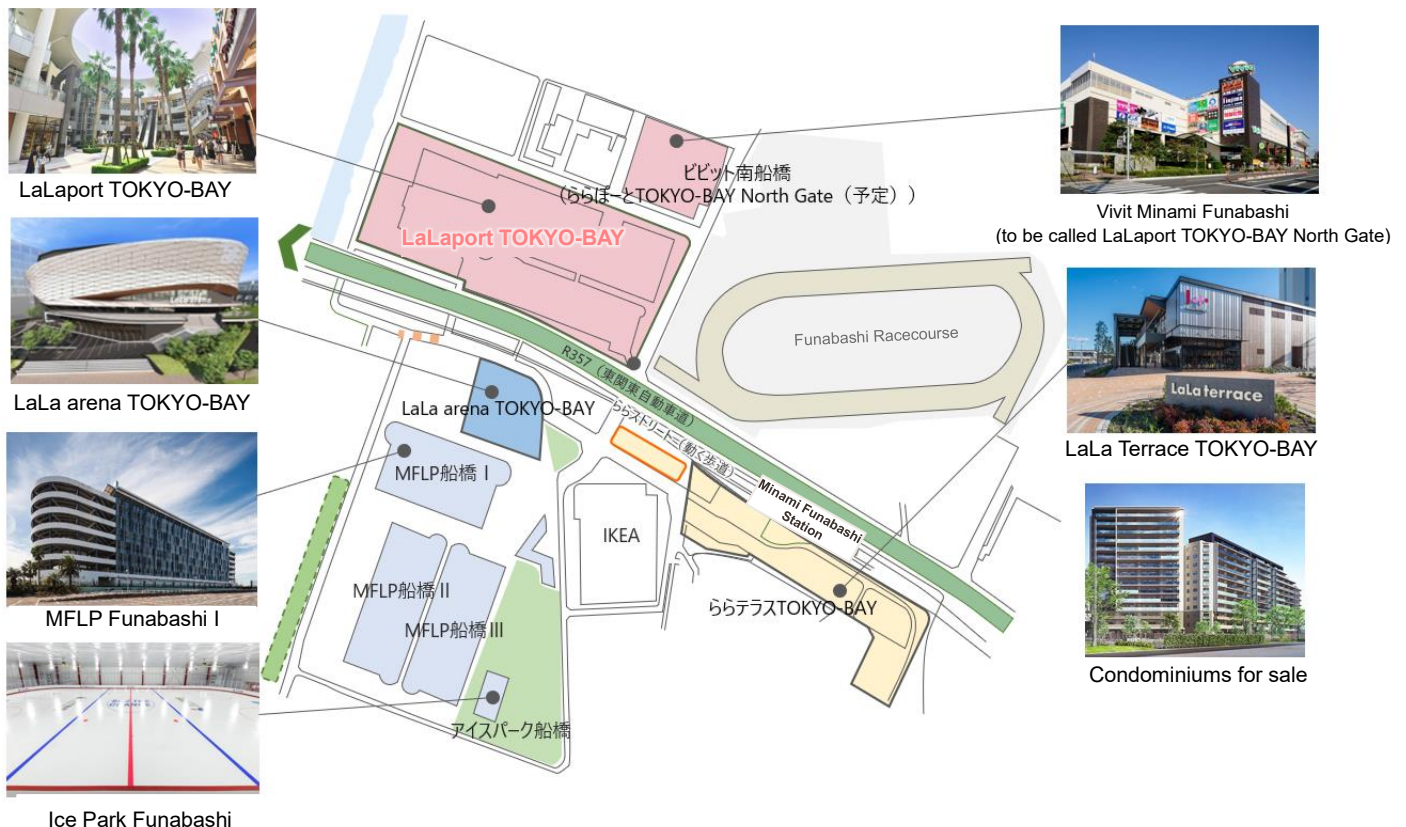 LaLaport TOKYO-BAY
LaLa arena TOKYO-BAY
MFLP Funabashi I
Ice Park Funabashi
ビビット南船橋
（ららぽーとTOKYO-BAY North Gate（予定））
LaLaport TOKYO-BAY
Funabashi Racecourse
R357（東関東自動車道）
ららストリート（動く歩道）
LaLa arena TOKYO-BAY
MFLP船橋 I
IKEA
Minami Funabashi
Station
MFLP船橋 II
MFLP船橋 III
ららテラスTOKYO-BAY
アイスパーク船橋
Vivit Minami Funabashi
(to be called LaLaport TOKYO-BAY North Gate)
LaLa terrace
LaLa Terrace TOKYO-BAY
Condominiums for sale